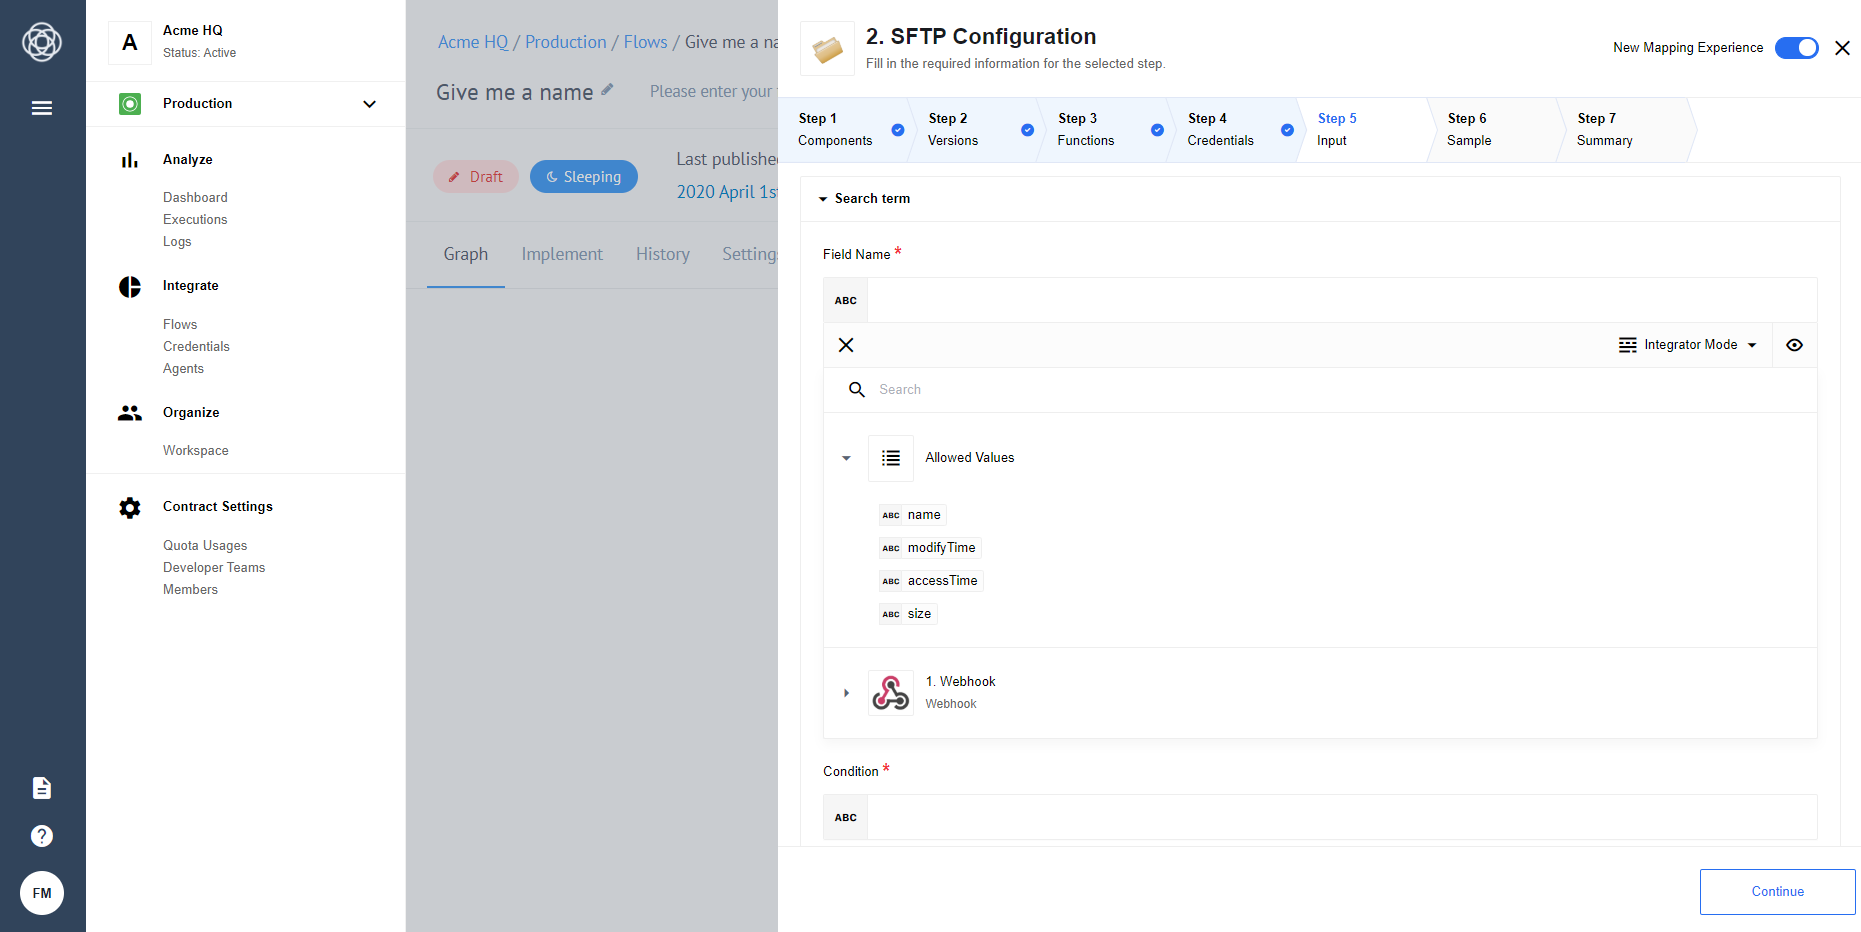 A
Acme HQ
Status: Active
Production
Analyze
Dashboard
Executions
Logs
Integrate
Flows
Credentials
Agents
Organize
Workspace
Contract Settings
Quota Usages
Developer Teams
Members
FM
Acme HQ / Production / Flows / Give me a na
Give me a name
Please enter your
Draft
Sleeping
Last published
2020 April 1st
Graph
Implement
History
Settings
2. SFTP Configuration
Fill in the required information for the selected step.
New Mapping Experience
Step 1
Components
Step 2
Versions
Step 3
Functions
Step 4
Credentials
Step 5
Input
Step 6
Sample
Step 7
Summary
Search term
Field Name *
ABC
Integrator Mode
Search
Allowed Values
ABC name
ABC modifyTime
ABC accessTime
ABC size
1. Webhook
Webhook
Condition *
ABC
Continue